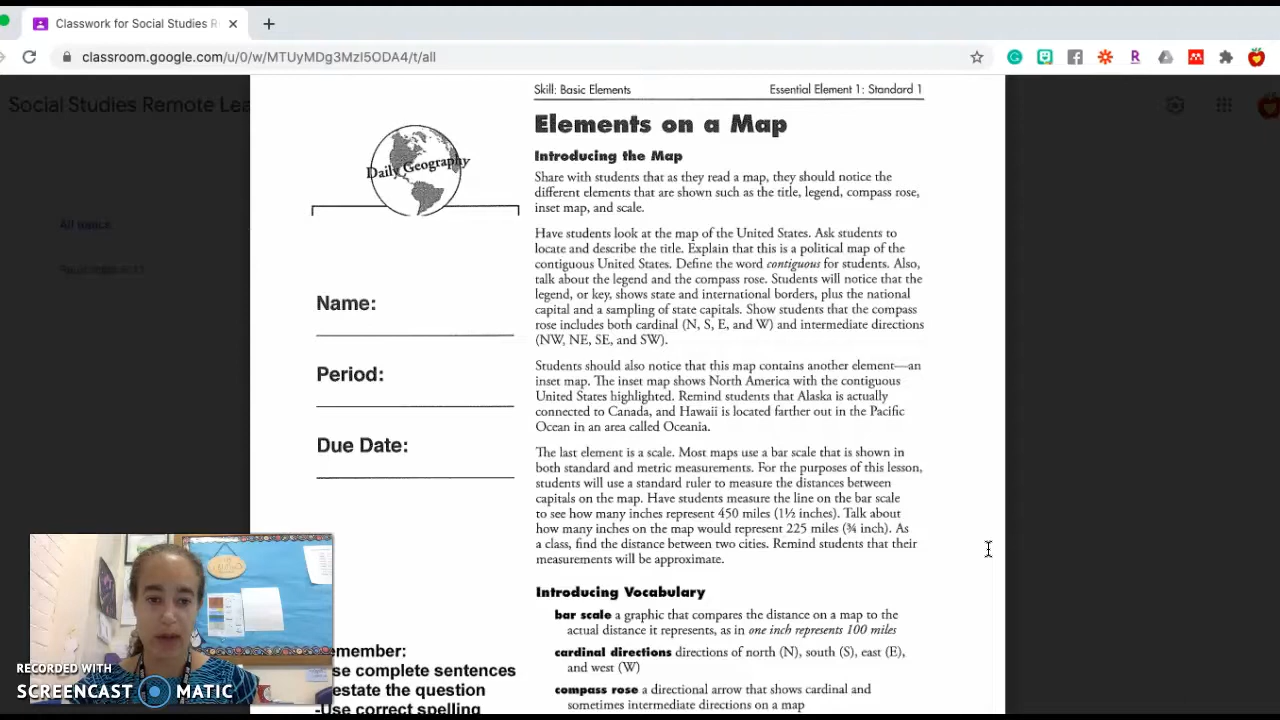 Classwork for Social Studies R
classroom.google.com/u/0/w/MTUyMDg3MzI5ODA4/t/all
Social Studies Remote Lea
All topics
Skill: Basic Elements
Essential Element 1: Standard 1
Daily Geography
Name:
Period:
Due Date:
Elements on a Map
Introducing the Map
Share with students that as they read a map, they should notice the
different elements that are shown such as the title, legend, compass rose,
inset map, and scale.
Have students look at the map of the United States. Ask students to
locate and describe the title. Explain that this is a political map of the
contiguous United States. Define the word contiguous for students. Also,
talk about the legend and the compass rose. Students will notice that the
legend, or key, shows state and international borders, plus the national
capital and a sampling of state capitals. Show students that the compass
rose includes both cardinal (N, S, E, and W) and intermediate directions
(NW, NE, SE, and SW).
Students should also notice that this map contains another element—an
inset map. The inset map shows North America with the contiguous
United States highlighted. Remind students that Alaska is actually
connected to Canada, and Hawaii is located farther out in the Pacific
Ocean in an area called Oceania.
The last element is a scale. Most maps use a bar scale that is shown in
both standard and metric measurements. For the purposes of this lesson,
students will use a standard ruler to measure the distances between
capitals on the map. Have students measure the line on the bar scale
to see how many inches represent 450 miles (1½ inches). Talk about
how many inches on the map would represent 225 miles (¾ inch). As
a class, find the distance between two cities. Remind students that their
measurements will be approximate.
Introducing Vocabulary
bar scale a graphic that compares the distance on a map to the
actual distance it represents, as in one inch represents 100 miles
cardinal directions directions of north (N), south (S), east (E),
and west (W)
compass rose a directional arrow that shows cardinal and
sometimes intermediate directions on a map
emember:
se complete sentences
estate the question
-Use correct spelling
RECORDED WITH
SCREENCAST MATIC